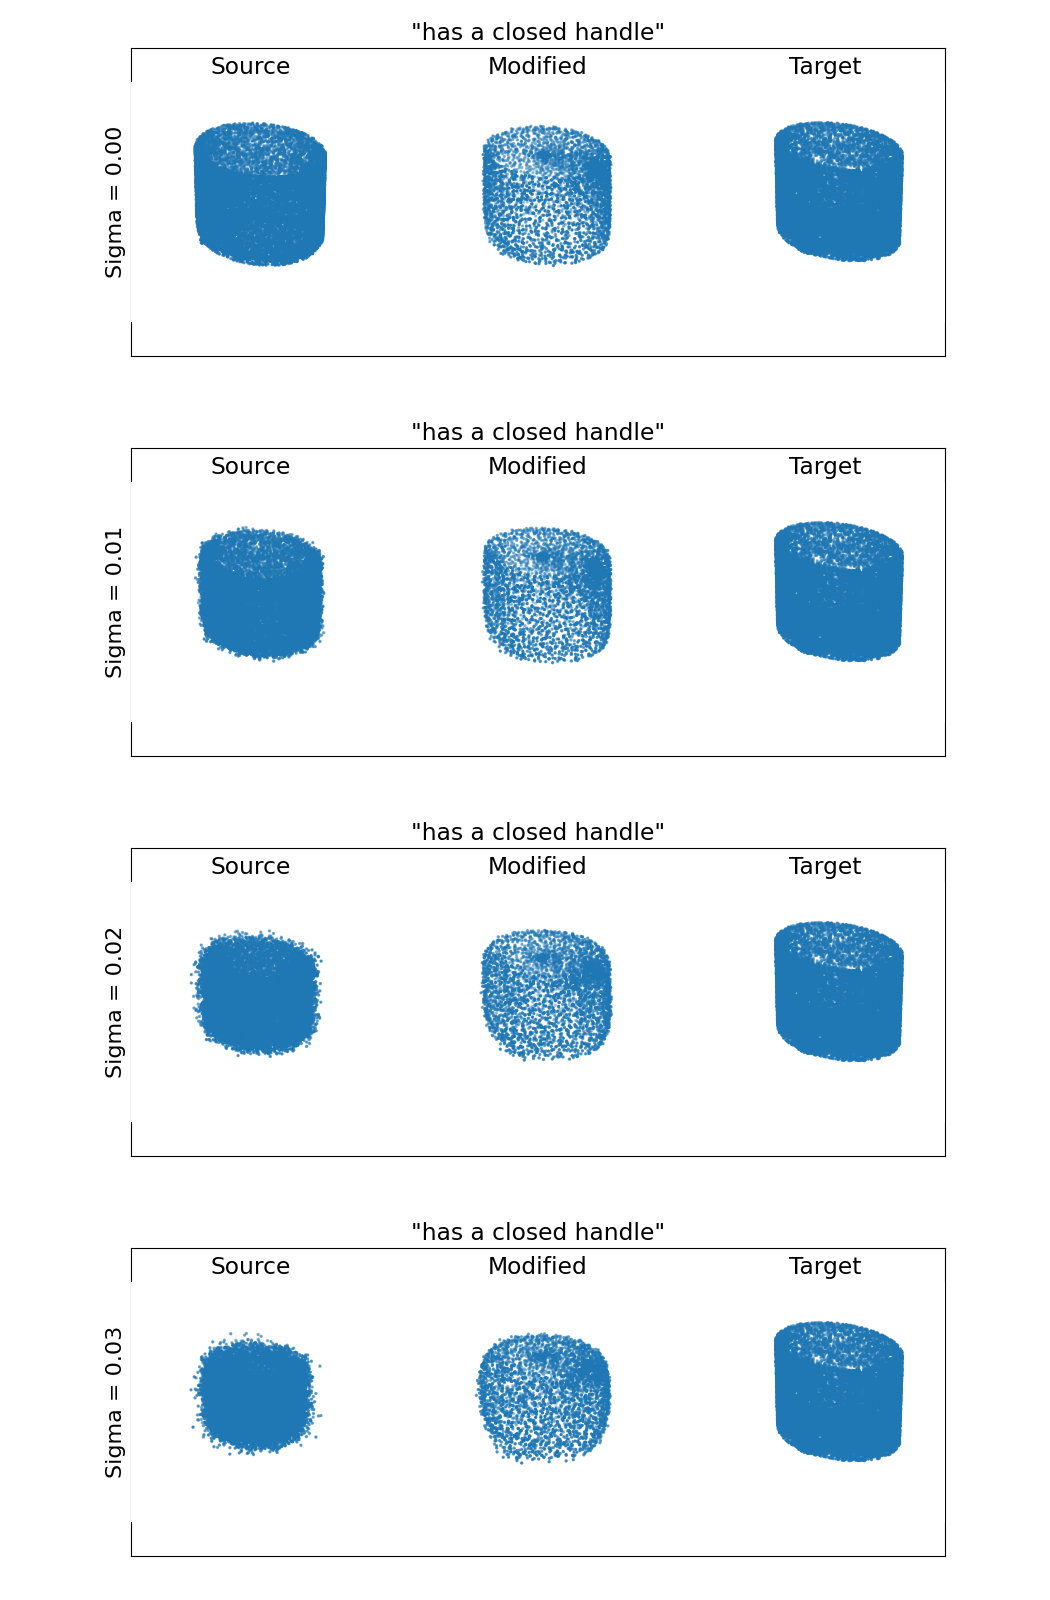 "has a closed handle"
Source Modified Target
Sigma = 0.00
"has a closed handle"
Source Modified Target
Sigma = 0.01
"has a closed handle"
Source Modified Target
Sigma = 0.02
"has a closed handle"
Source Modified Target
Sigma = 0.03